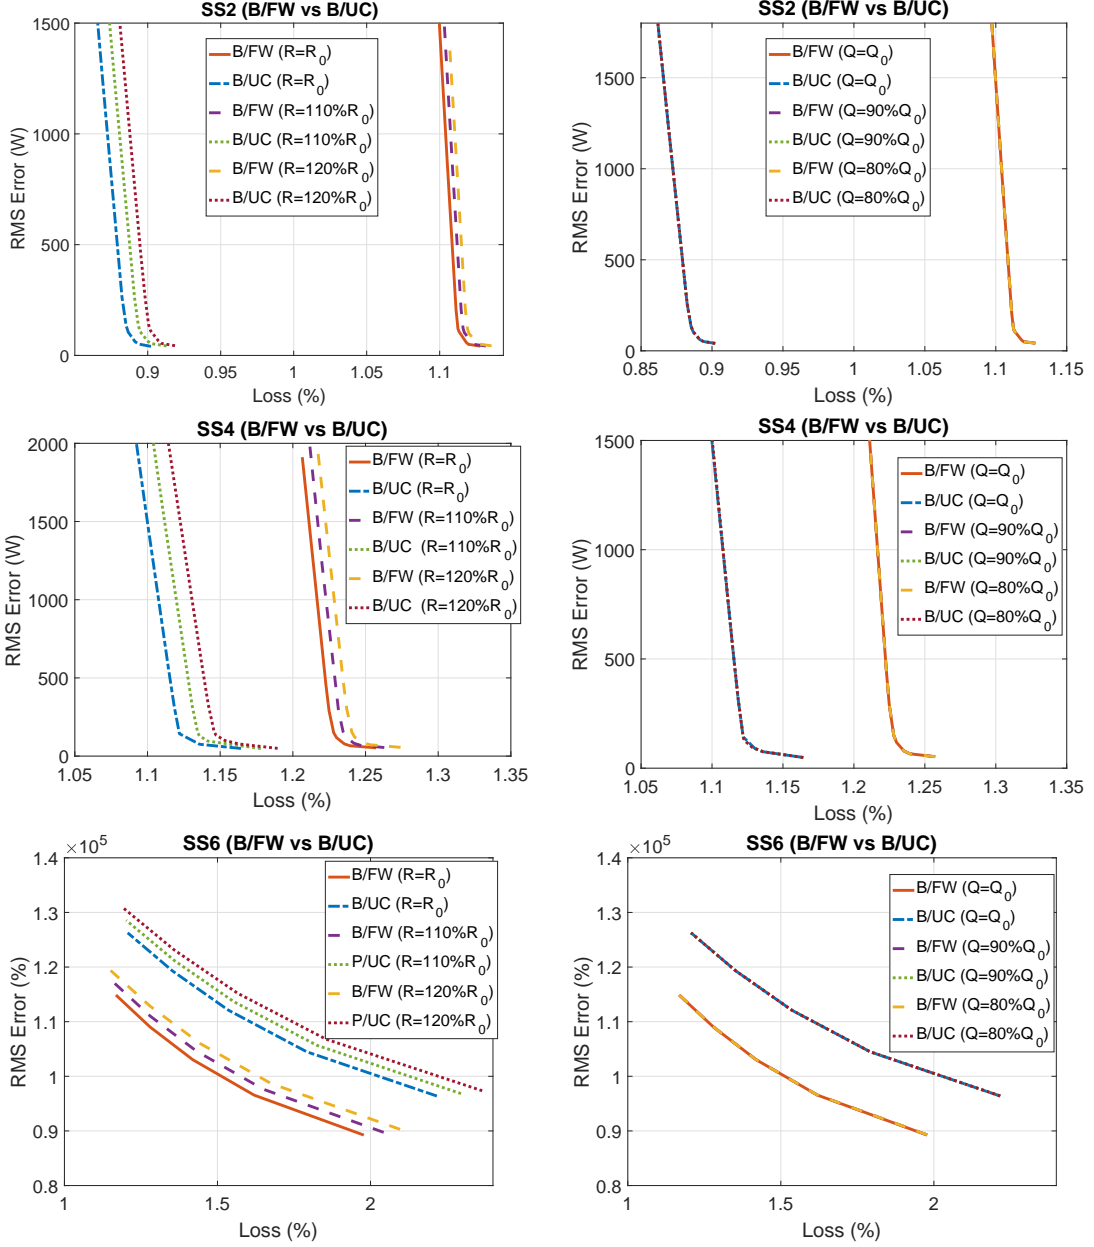 SS2 (B/FW vs B/UC)
1500
1000
500
0
RMS Error (W)
B/FW (R=R0)
B/UC (R=R0)
B/FW (R=110%R0)
B/UC (R=110%R0)
B/FW (R=120%R0)
B/UC (R=120%R0)
0.9
0.95
1
1.05
1.1
Loss (%)
SS2 (B/FW vs B/UC)
1500
1000
500
0
RMS Error (W)
B/FW (Q=Q0)
B/UC (Q=Q0)
B/FW (Q=90%Q0)
B/UC (Q=90%Q0)
B/FW (Q=80%Q0)
B/UC (Q=80%Q0)
0.85
0.9
0.95
1
1.05
1.1
1.15
Loss (%)
SS4 (B/FW vs B/UC)
2000
1500
1000
500
0
RMS Error (W)
B/FW (R=R0)
B/UC (R=R0)
B/FW (R=110%R0)
B/UC  (R=110%R0)
B/FW (R=120%R0)
B/UC  (R=120%R0)
1.05
1.1
1.15
1.2
1.25
1.3
1.35
Loss (%)
SS4 (B/FW vs B/UC)
1500
1000
500
0
RMS Error (W)
B/FW (Q=Q0)
B/UC (Q=Q0)
B/FW (Q=90%Q0)
B/UC (Q=90%Q0)
B/FW (Q=80%Q0)
B/UC (Q=80%Q0)
1.05
1.1
1.15
1.2
1.25
1.3
1.35
Loss (%)
SS6 (B/FW vs B/UC)
×10^5
1.4
1.3
1.2
1.1
1
0.9
0.8
RMS Error (%)
B/FW (R=R0)
B/UC (R=R0)
B/FW (R=110%R0)
P/UC (R=110%R0)
B/FW (R=120%R0)
P/UC (R=120%R0)
1
1.5
2
Loss (%)
SS6 (B/FW vs B/UC)
×10^5
1.4
1.3
1.2
1.1
1
0.9
0.8
RMS Error (%)
B/FW (Q=Q0)
B/UC (Q=Q0)
B/FW (Q=90%Q0)
B/UC (Q=90%Q0)
B/FW (Q=80%Q0)
B/UC (Q=80%Q0)
1
1.5
2
Loss (%)